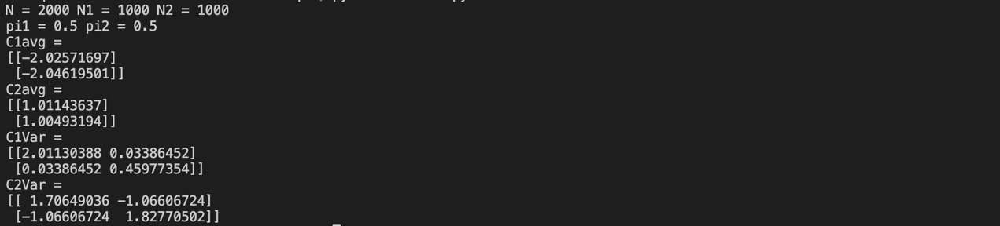 N = 2000 N1 = 1000 N2 = 1000
pi1 = 0.5 pi2 = 0.5
C1avg =
[[-2.02571697]
 [-2.04619501]]
C2avg =
[[1.01143637]
 [1.00493194]]
C1Var =
[[2.01130388 0.03386452]
 [0.03386452 0.45977354]]
C2Var =
[[ 1.70649036 -1.06606724]
 [-1.06606724  1.82770502]]